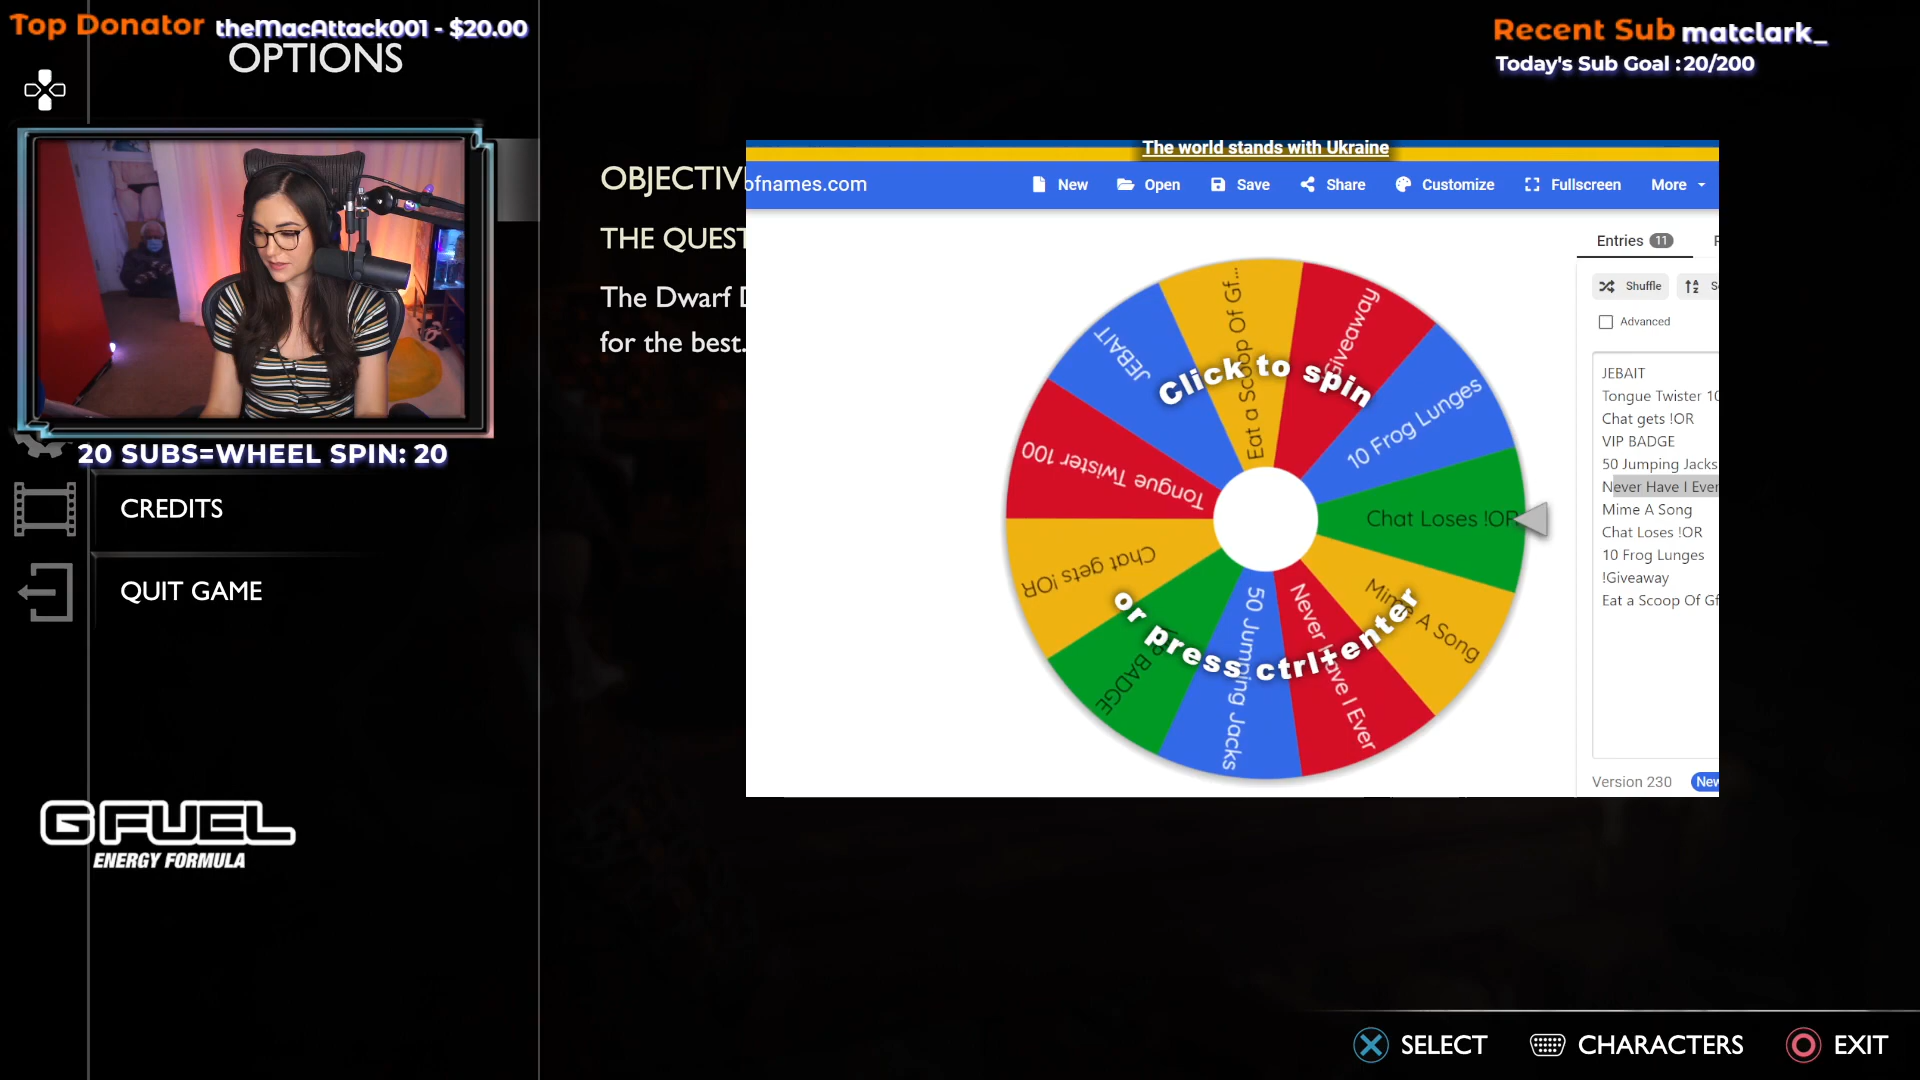 Top Donator theMacAttack001 - $20.00
OPTIONS
Recent Sub matclark_
Today's Sub Goal :20/200
20 SUBS=WHEEL SPIN: 20
CREDITS
QUIT GAME
G FUEL
ENERGY FORMULA
OBJECTIV
THE QUEST
The Dwarf D
for the best.
The world stands with Ukraine
ofnames.com
New
Open
Save
Share
Customize
Fullscreen
More
Click to spin
or press ctrl+enter
JEBAIT
Eat a Scoop Of Gf...
!Giveaway
10 Frog Lunges
Chat Loses !OR
Mime A Song
Never Have I Ever
50 Jumping Jacks
VIP BADGE
Chat gets !OR
Tongue Twister 100
Entries 11
Shuffle
Advanced
JEBAIT
Tongue Twister 10
Chat gets !OR
VIP BADGE
50 Jumping Jacks
Never Have I Ever
Mime A Song
Chat Loses !OR
10 Frog Lunges
!Giveaway
Eat a Scoop Of Gf
Version 230
New
SELECT
CHARACTERS
EXIT